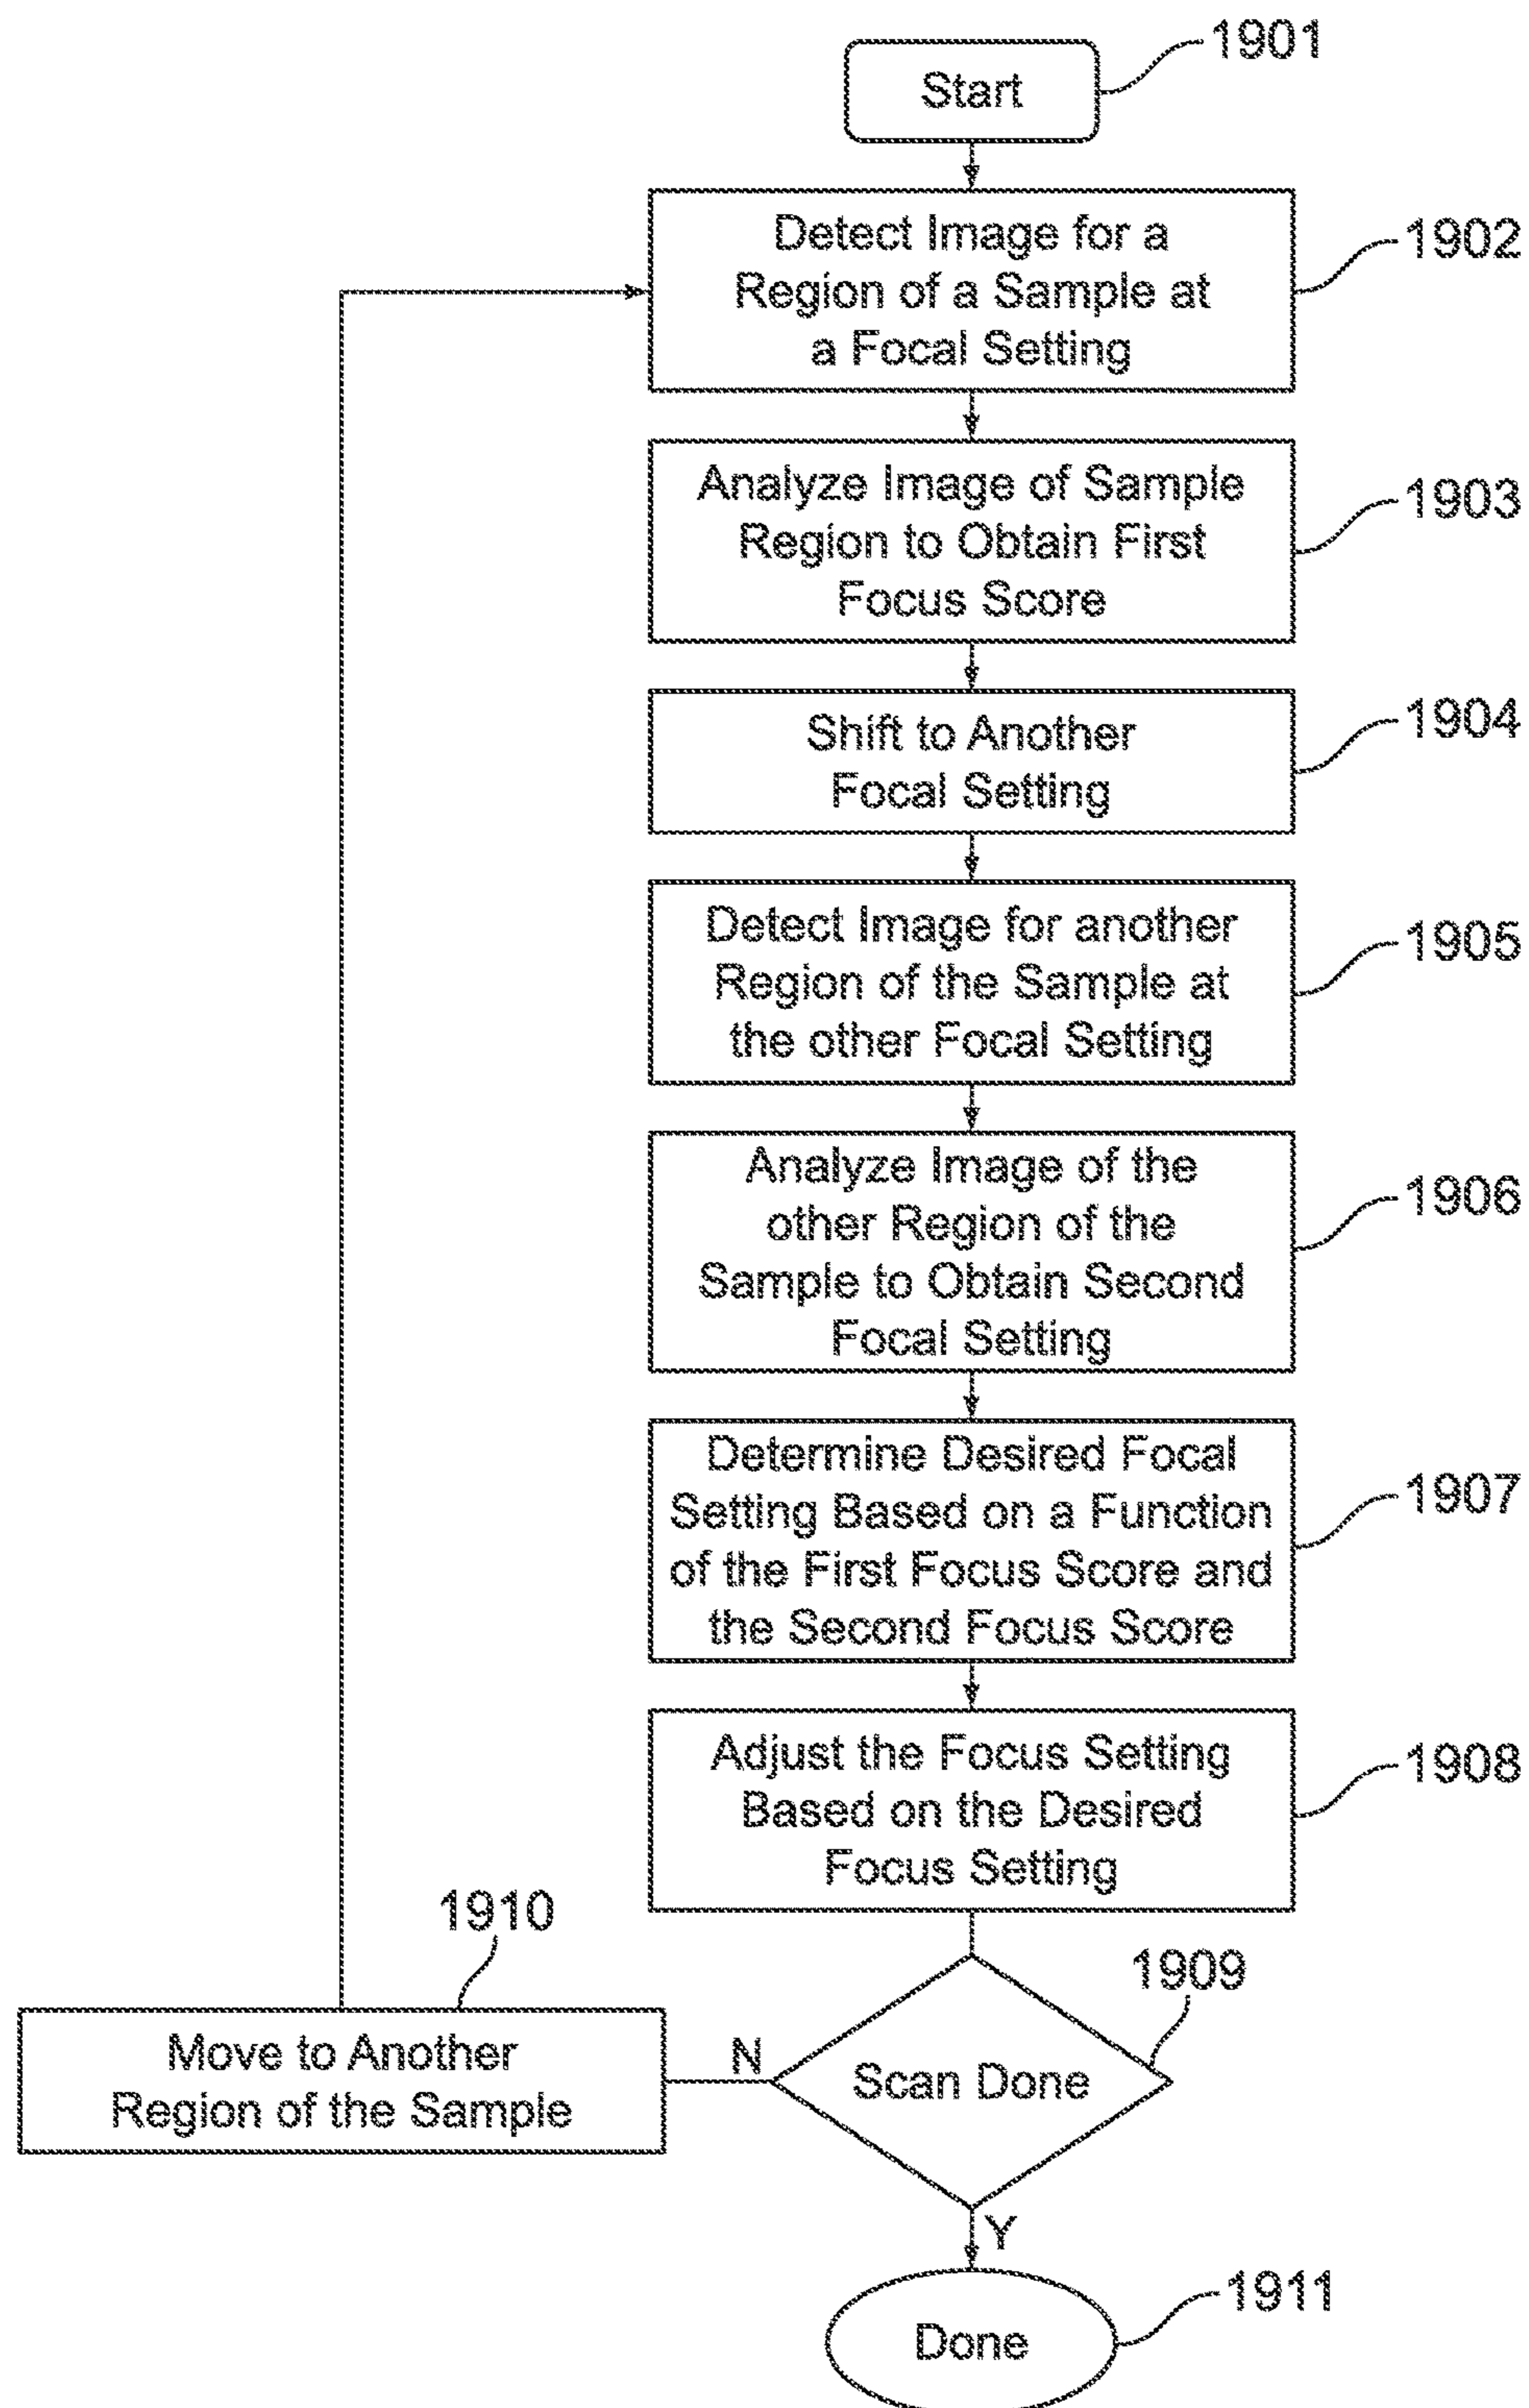 1901
Start
Detect Image for a
Region of a Sample at
a Focal Setting
1902
Analyze Image of Sample
Region to Obtain First
Focus Score
1903
Shift to Another
Focal Setting
1904
Detect Image for another
Region of the Sample at
the other Focal Setting
1905
Analyze Image of the
other Region of the
Sample to Obtain Second
Focal Setting
1906
Determine Desired Focal
Setting Based on a Function
of the First Focus Score and
the Second Focus Score
1907
Adjust the Focus Setting
Based on the Desired
Focus Setting
1908
1909
Scan Done
N
1910
Move to Another
Region of the Sample
Y
1911
Done